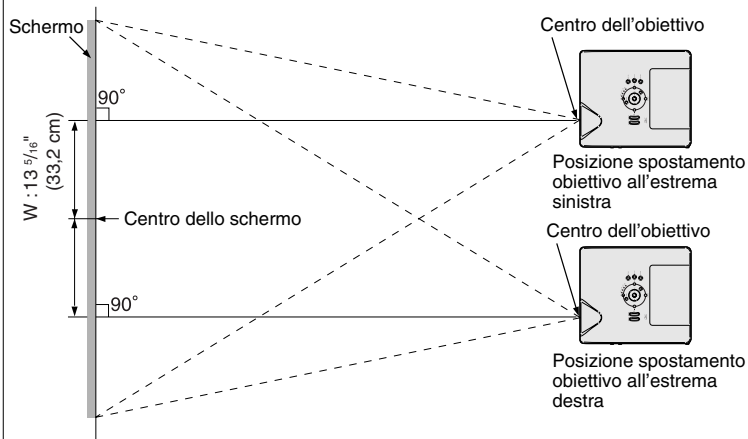 Schermo
Centro dell'obiettivo
90°
W : 13 5/16"
(33,2 cm)
Posizione spostamento
obiettivo all'estrema
sinistra
Centro dello schermo
Centro dell'obiettivo
90°
Posizione spostamento
obiettivo all'estrema
destra